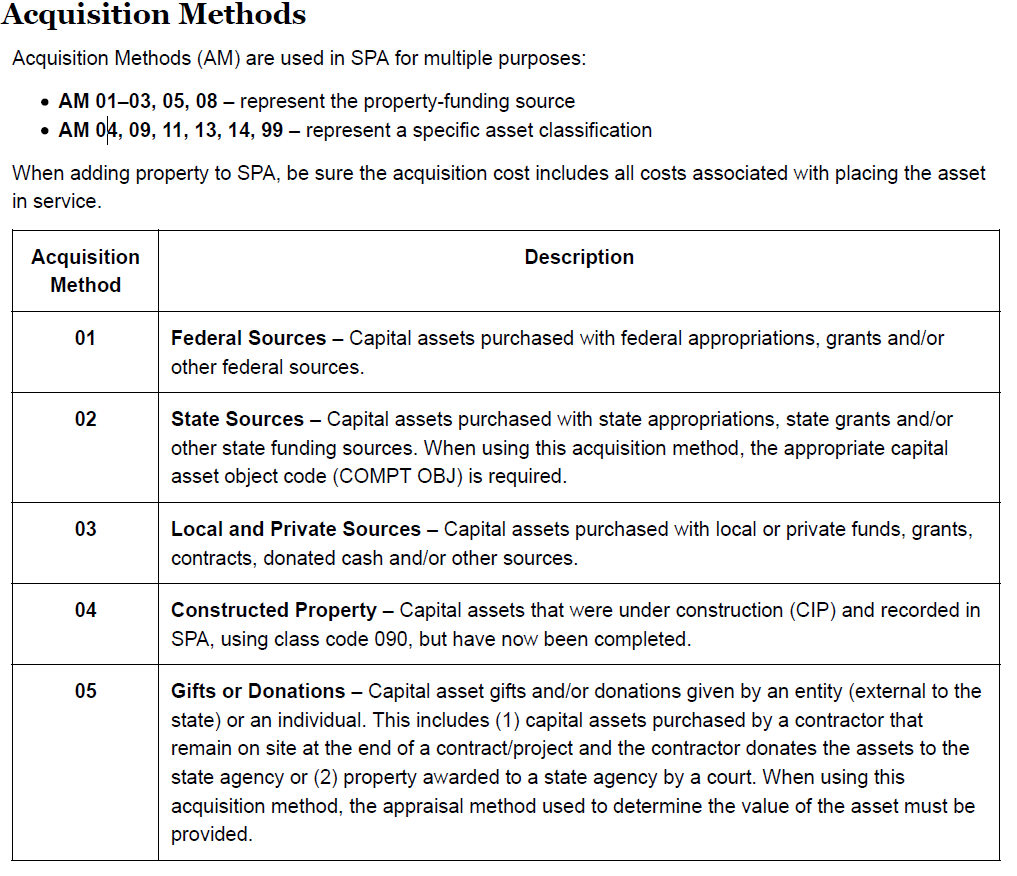 Acquisition Methods
Acquisition Methods (AM) are used in SPA for multiple purposes:
• AM 01–03, 05, 08 – represent the property-funding source
• AM 04, 09, 11, 13, 14, 99 – represent a specific asset classification
When adding property to SPA, be sure the acquisition cost includes all costs associated with placing the asset
in service.
Acquisition
Method
Description
01
Federal Sources – Capital assets purchased with federal appropriations, grants and/or
other federal sources.
02
State Sources – Capital assets purchased with state appropriations, state grants and/or
other state funding sources. When using this acquisition method, the appropriate capital
asset object code (COMPT OBJ) is required.
03
Local and Private Sources – Capital assets purchased with local or private funds, grants,
contracts, donated cash and/or other sources.
04
Constructed Property – Capital assets that were under construction (CIP) and recorded in
SPA, using class code 090, but have now been completed.
05
Gifts or Donations – Capital asset gifts and/or donations given by an entity (external to the
state) or an individual. This includes (1) capital assets purchased by a contractor that
remain on site at the end of a contract/project and the contractor donates the assets to the
state agency or (2) property awarded to a state agency by a court. When using this
acquisition method, the appraisal method used to determine the value of the asset must be
provided.